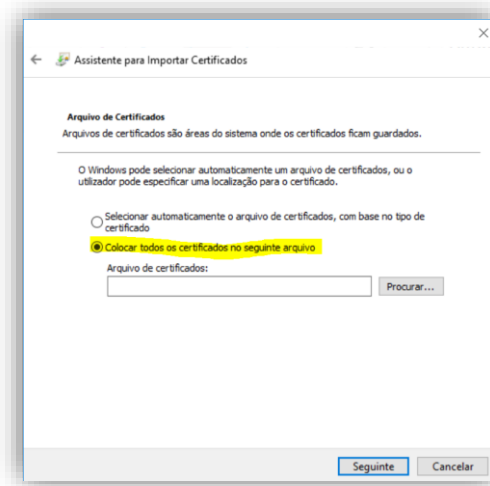 Assistente para Importar Certificados
Arquivo de Certificados
Arquivos de certificados são áreas do sistema onde os certificados ficam guardados.
O Windows pode selecionar automaticamente um arquivo de certificados, ou o
utilizador pode especificar uma localização para o certificado.
Selecionar automaticamente o arquivo de certificados, com base no tipo de
certificado
Colocar todos os certificados no seguinte arquivo
Arquivo de certificados:
Procurar...
Seguinte Cancelar